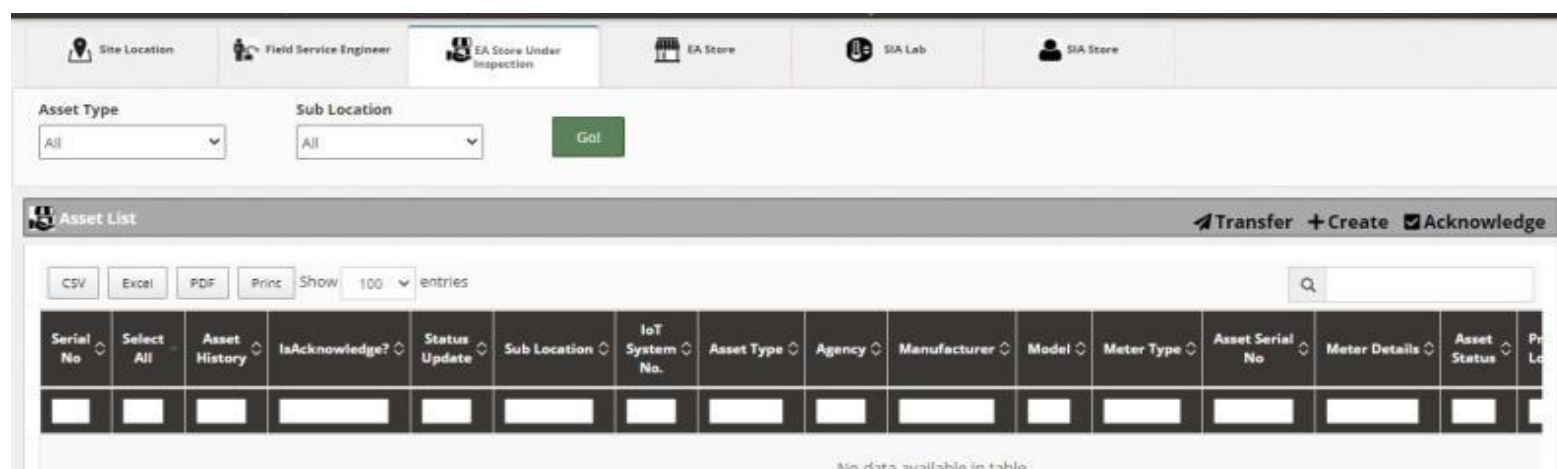 Site Location
Field Service Engineer
EA Store Under
Inspection
EA Store
SIA Lab
SIA Store
Asset Type
Sub Location
All
All
Go!
Asset List
Transfer
Create
Acknowledge
CSV
Excel
PDF
Print
Show 100 entries
Serial
No
Select
All
Asset
History
IsAcknowledge?
Status
Update
Sub Location
IoT
System
No.
Asset Type
Agency
Manufacturer
Model
Meter Type
Asset Serial
No
Meter Details
Asset
Status
No data available in table